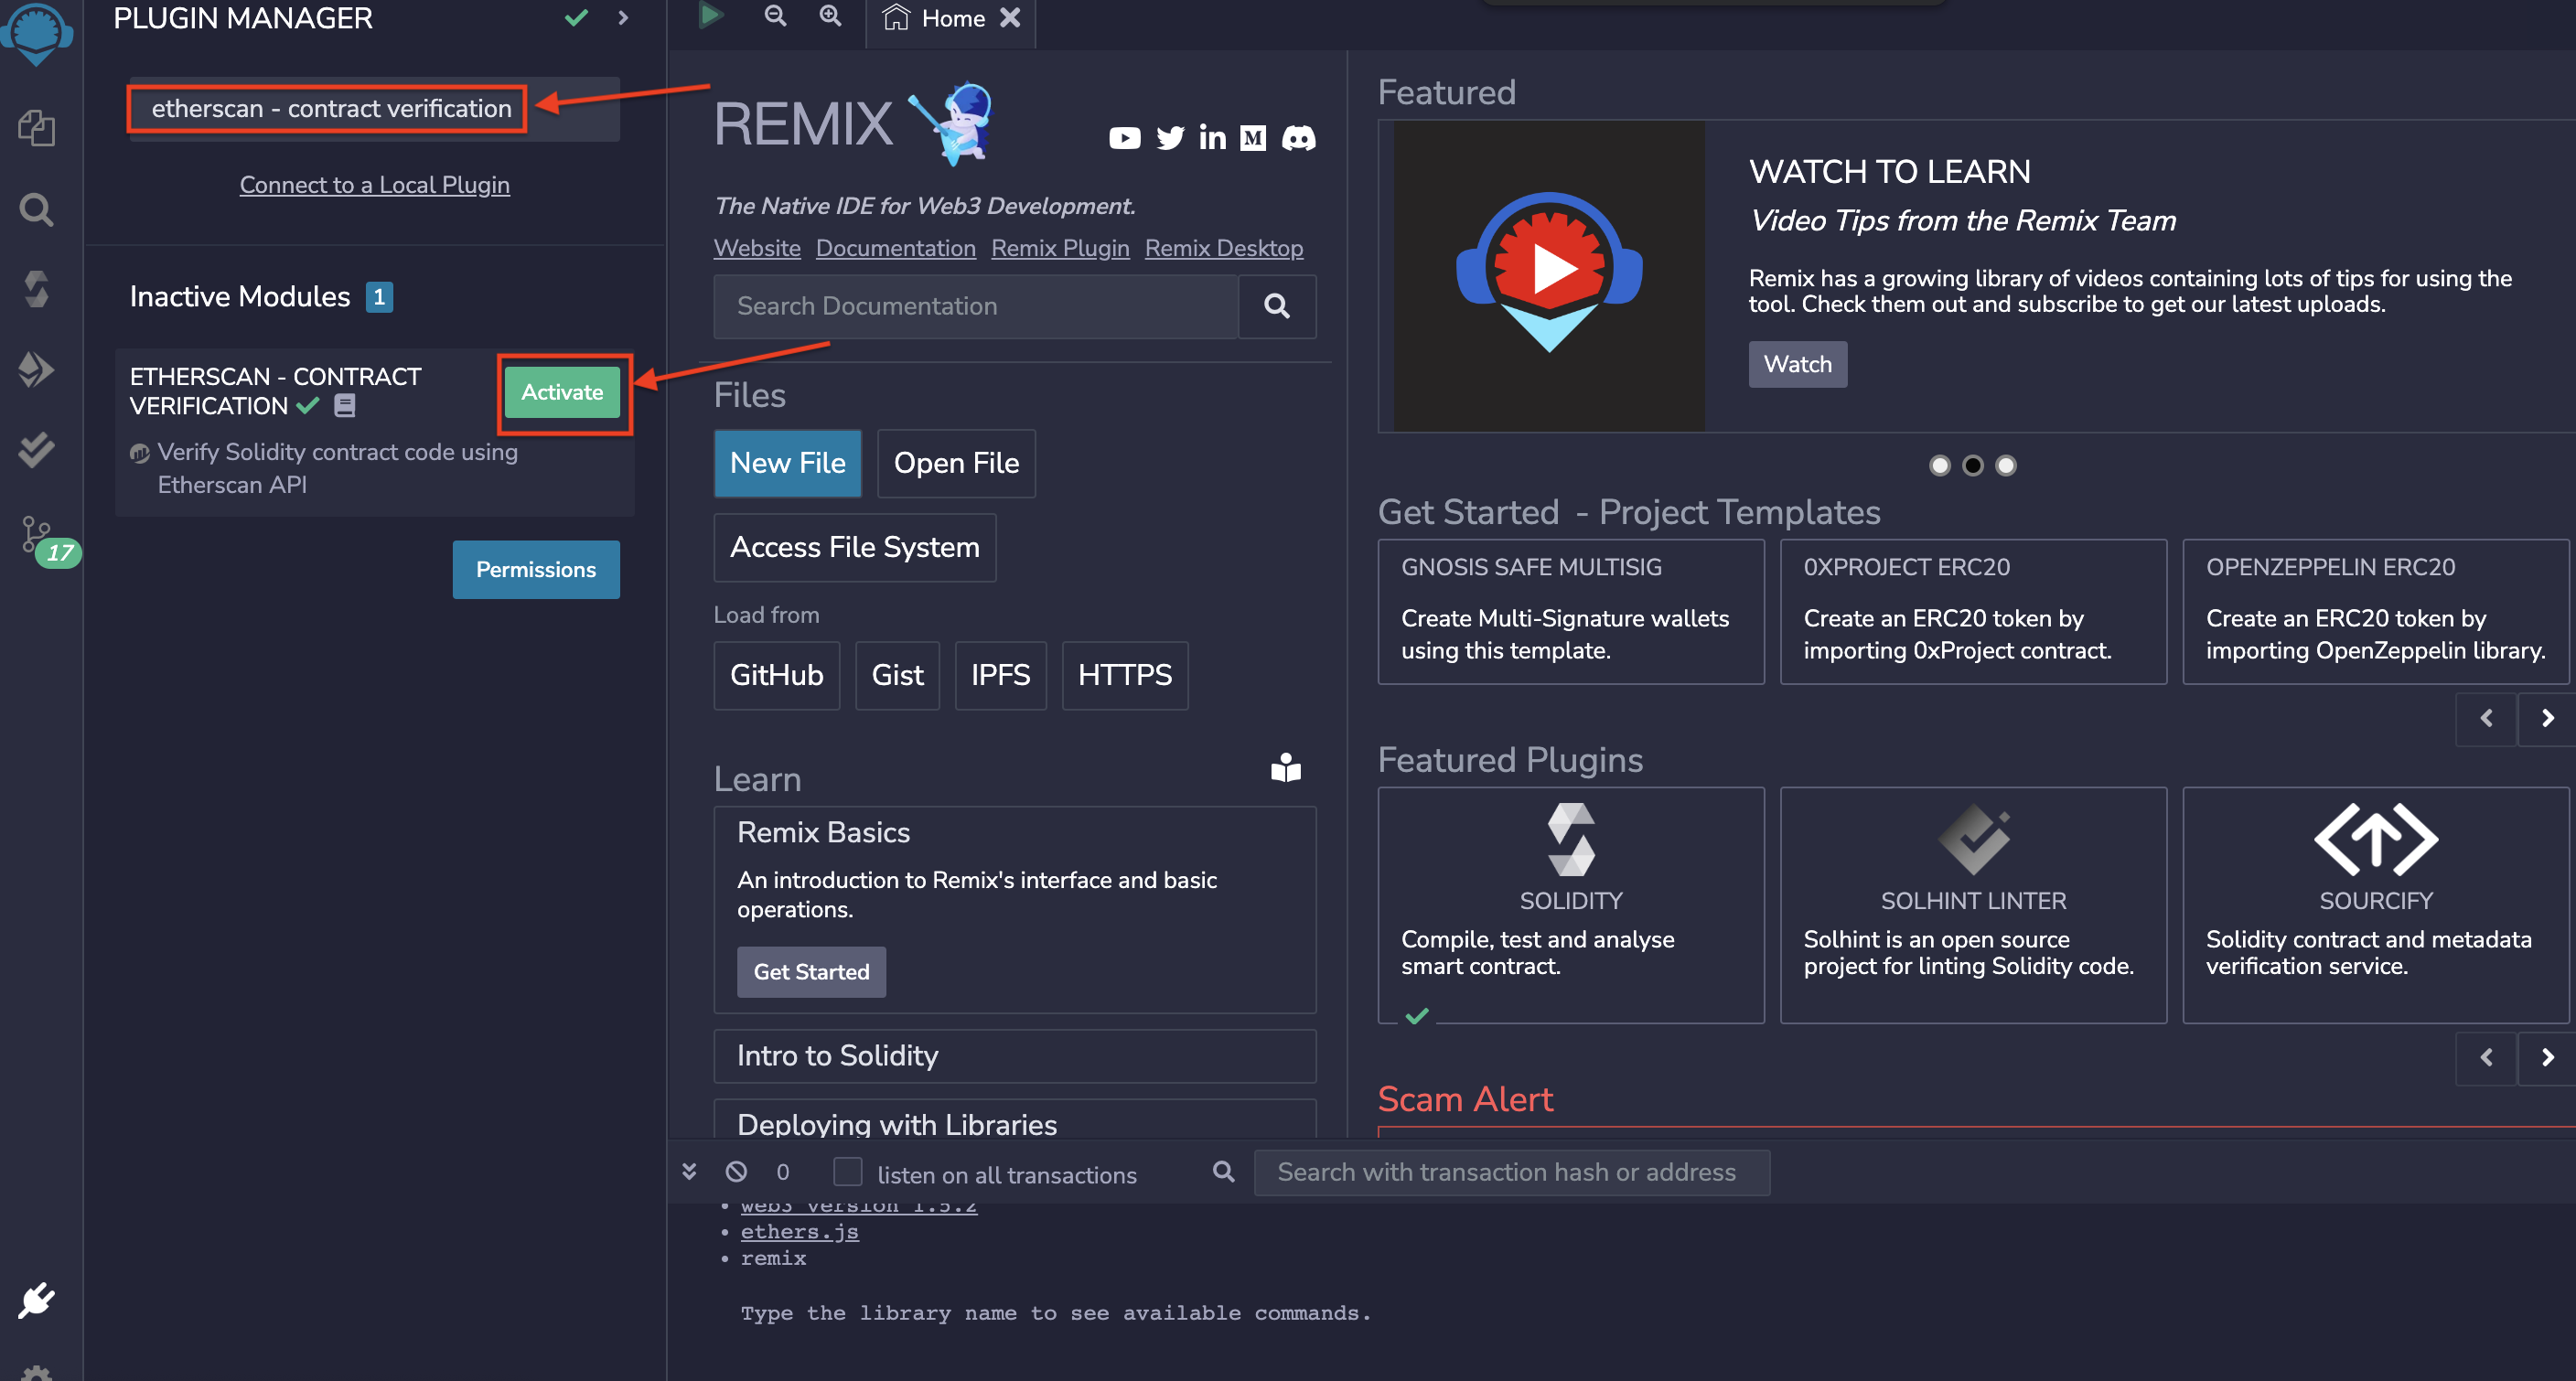 PLUGIN MANAGER
Home
etherscan - contract verification
Connect to a Local Plugin
Inactive Modules 1
ETHERSCAN - CONTRACT
VERIFICATION
Activate
Verify Solidity contract code using
Etherscan API
Permissions
17
REMIX
The Native IDE for Web3 Development.
Website Documentation Remix Plugin Remix Desktop
Search Documentation
Files
New File Open File
Access File System
Load from
GitHub Gist IPFS HTTPS
Learn
Remix Basics
An introduction to Remix's interface and basic
operations.
Get Started
Intro to Solidity
Deploying with Libraries
Featured
WATCH TO LEARN
Video Tips from the Remix Team
Remix has a growing library of videos containing lots of tips for using the
tool. Check them out and subscribe to get our latest uploads.
Watch
Get Started - Project Templates
GNOSIS SAFE MULTISIG
Create Multi-Signature wallets
using this template.
0XPROJECT ERC20
Create an ERC20 token by
importing 0xProject contract.
OPENZEPPELIN ERC20
Create an ERC20 token by
importing OpenZeppelin library.
Featured Plugins
SOLIDITY
Compile, test and analyse
smart contract.
SOLHINT LINTER
Solhint is an open source
project for linting Solidity code.
SOURCIFY
Solidity contract and metadata
verification service.
Scam Alert
0 listen on all transactions Search with transaction hash or address
• web3 version 1.5.2
• ethers.js
• remix
Type the library name to see available commands.